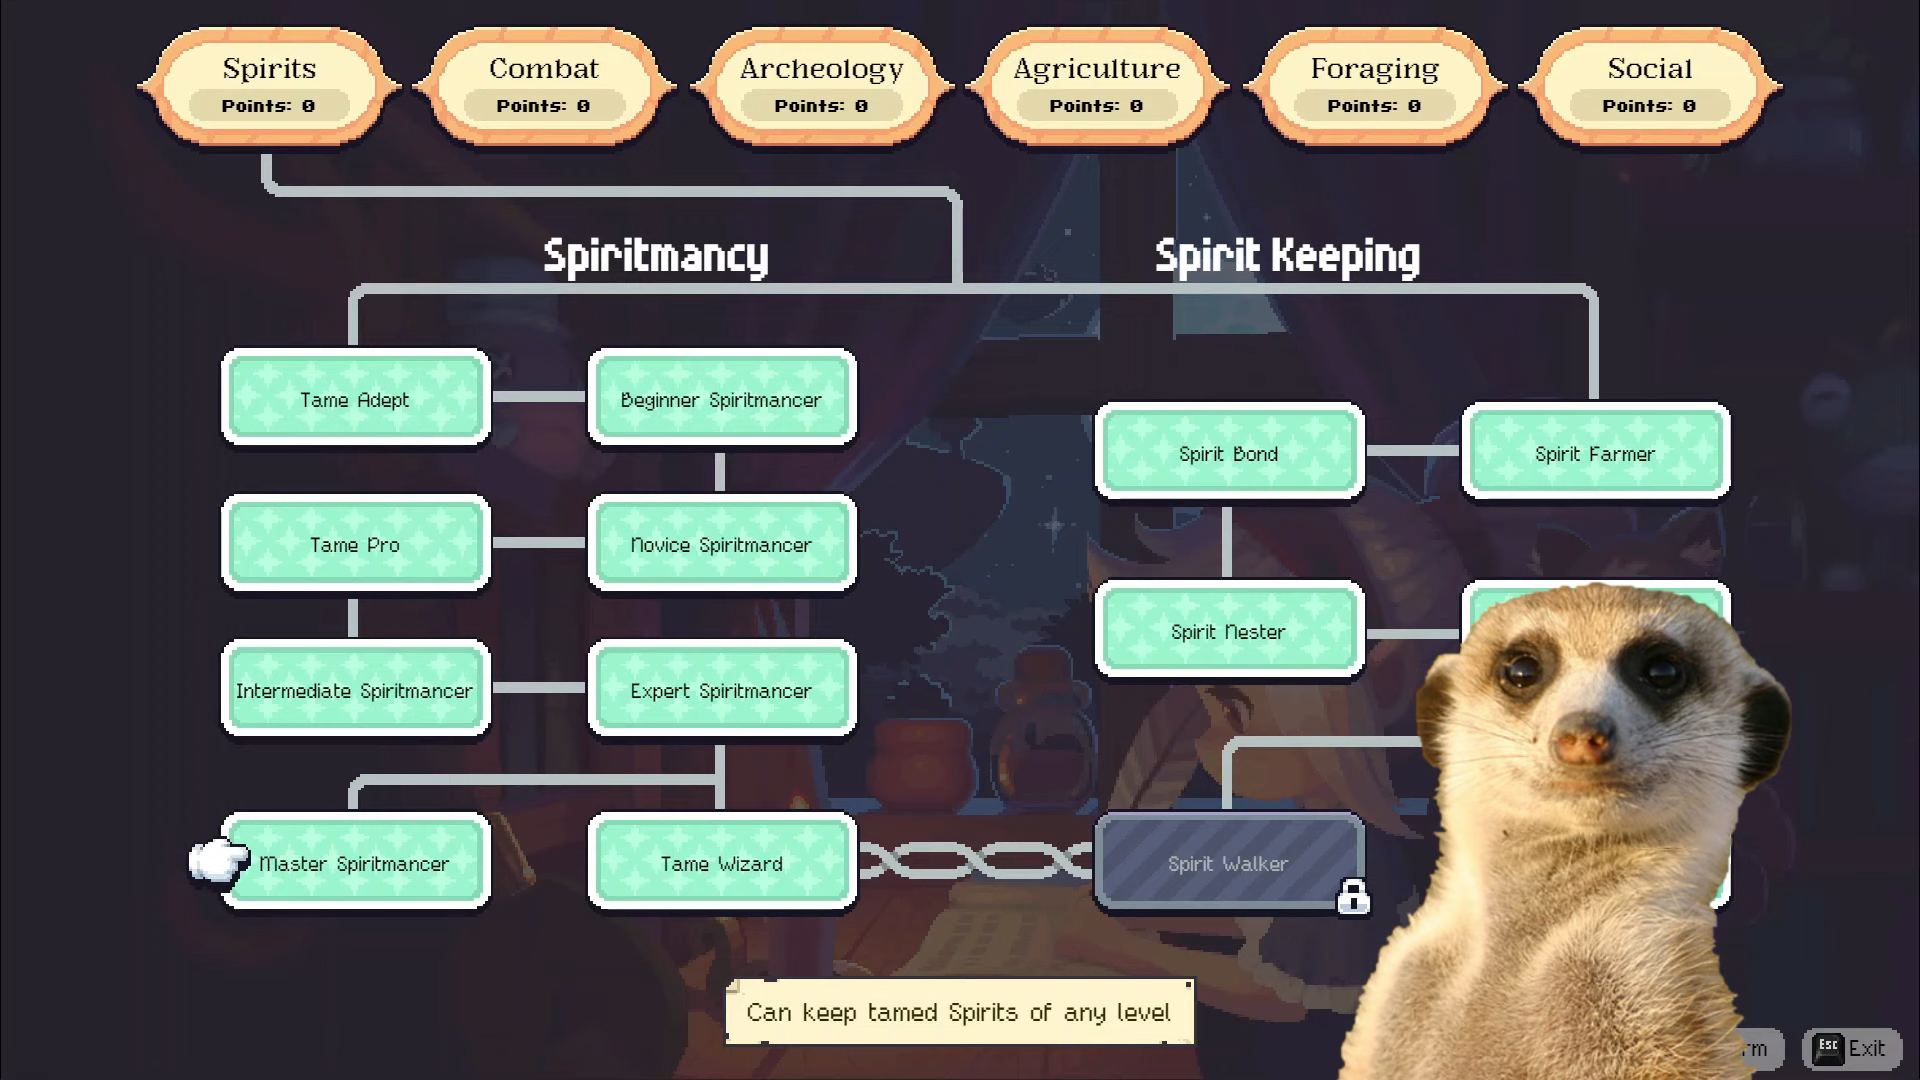 Spirits
Points: 0
Combat
Points: 0
Archeology
Points: 0
Agriculture
Points: 0
Foraging
Points: 0
Social
Points: 0
Spiritmancy
Spirit Keeping
Tame Adept
Beginner Spiritmancer
Spirit Bond
Spirit Farmer
Tame Pro
Novice Spiritmancer
Spirit Nester
Intermediate Spiritmancer
Expert Spiritmancer
Master Spiritmancer
Tame Wizard
Spirit Walker
Can keep tamed Spirits of any level
Esc Exit